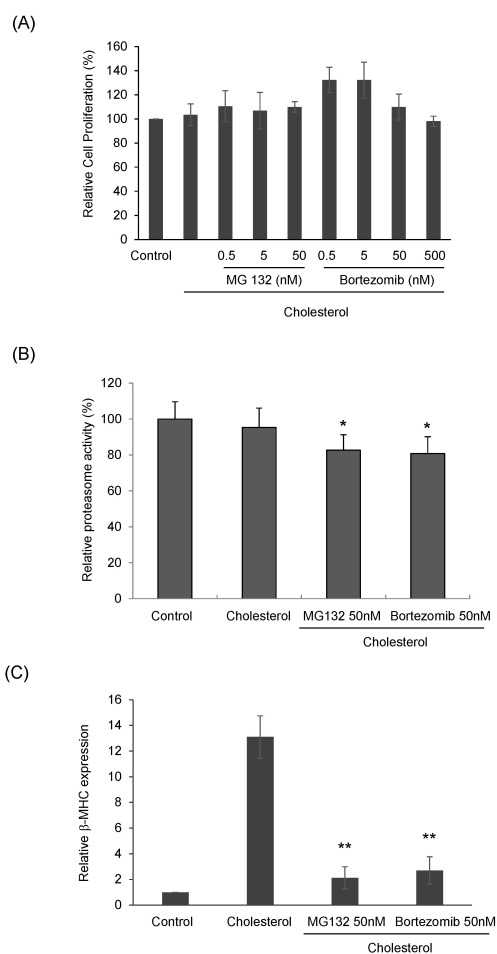 (A)
Relative Cell Proliferation (%)
160
140
120
100
80
60
40
20
0
Control 0.5 5 50 0.5 5 50 500
MG 132 (nM) Bortezomib (nM)
Cholesterol
(B)
Relative proteasome activity (%)
120
100
80
60
40
20
0
* *
Control Cholesterol MG132 50nM Bortezomib 50nM
Cholesterol
(C)
Relative β-MHC expression
16
14
12
10
8
6
4
2
0
** **
Control Cholesterol MG132 50nM Bortezomib 50nM
Cholesterol